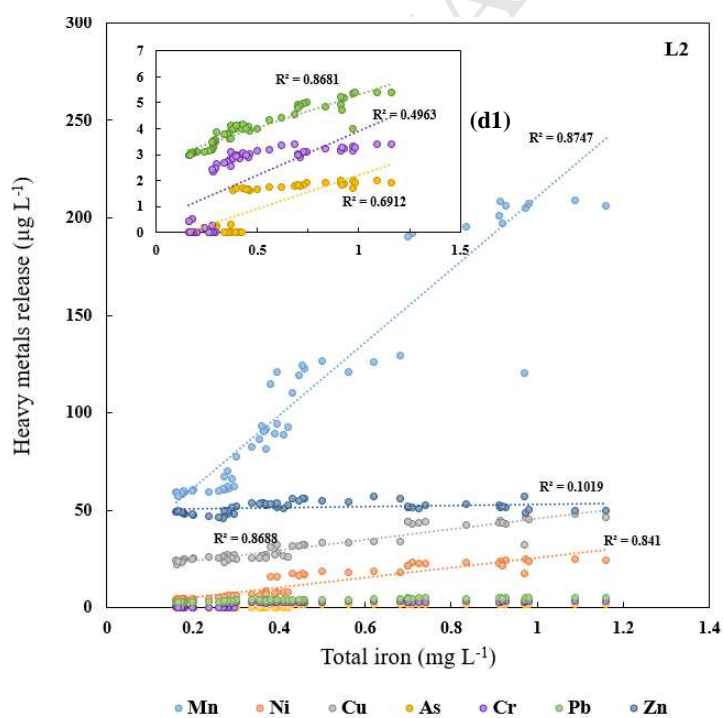 300
L2
250
200
150
100
50
0
0
0.2
0.4
0.6
0.8
1
1.2
1.4
Heavy metals release (µg L⁻¹)
Total iron (mg L⁻¹)
7
6
5
4
3
2
1
0
0
0.5
1
1.5
R² = 0.8681
R² = 0.4963
R² = 0.6912
(d1)
R² = 0.8747
R² = 0.1019
R² = 0.8688
R² = 0.841
Mn Ni Cu As Cr Pb Zn